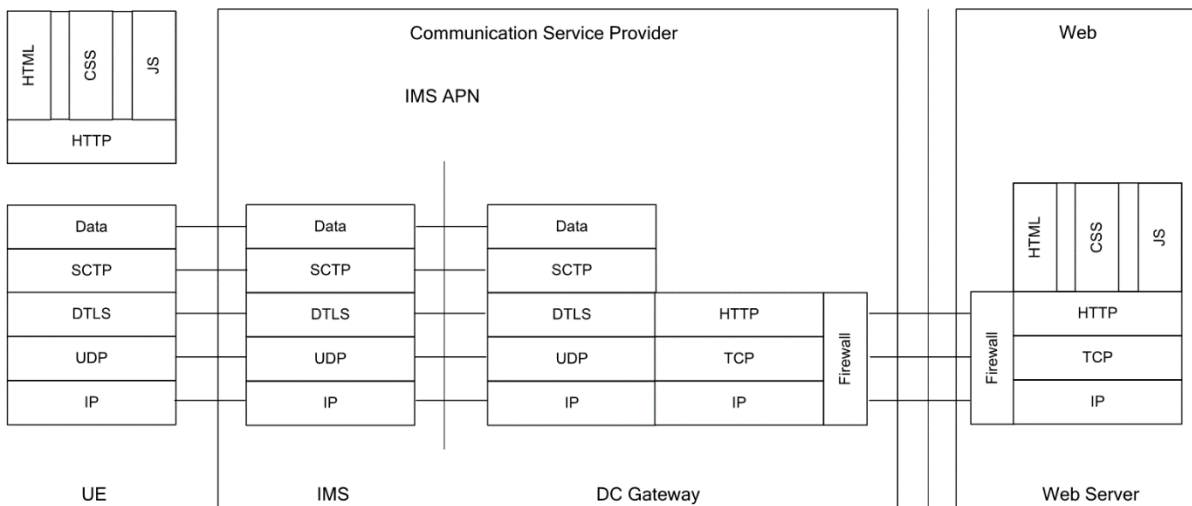 Communication Service Provider
Web
HTML CSS JS
IMS APN
HTTP
HTML CSS JS
Data Data Data
SCTP SCTP SCTP
DTLS DTLS DTLS HTTP Firewall Firewall HTTP
UDP UDP UDP TCP TCP
IP IP IP IP IP
UE IMS DC Gateway Web Server